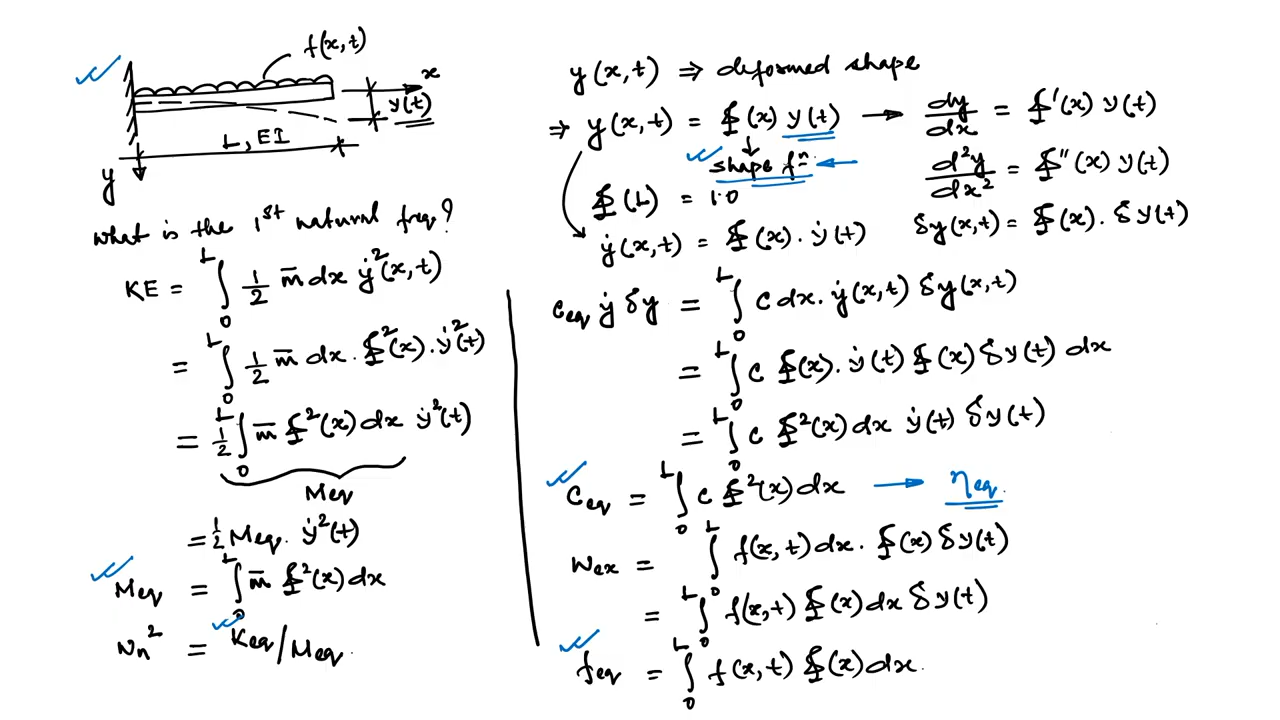 f(x,t)
x
y(t)
L, EI
y
what is the 1st natural freq?
KE = ∫₀ᴸ 1/2 m̄ dx ẏ²(x,t)
= ∫₀ᴸ 1/2 m̄ dx . Φ²(x) . ẏ²(t)
= 1/2 ∫₀ᴸ m̄ Φ²(x) dx ẏ²(t)
Meq
= 1/2 Meq . ẏ²(t)
Meq = ∫₀ᴸ m̄ Φ²(x) dx
ωn² = Keq/Meq.
y(x,t) ⇒ deformed shape
⇒ y(x,t) = Φ(x) y(t) → dy/dx = Φ'(x) y(t)
shape fⁿ ←
d²y/dx² = Φ''(x) y(t)
Φ(L) = 1.0
ẏ(x,t) = Φ(x) . ẏ(t)
δy(x,t) = Φ(x) . δy(t)
Ceq ẏ δy = ∫₀ᴸ c dx . ẏ(x,t) δy(x,t)
= ∫₀ᴸ c Φ(x) . ẏ(t) Φ(x) δy(t) dx
= ∫₀ᴸ c Φ²(x) dx ẏ(t) δy(t)
Ceq = ∫₀ᴸ c Φ²(x) dx → ηeq.
Wex = ∫₀ᴸ f(x,t) dx . Φ(x) δy(t)
= ∫₀ᴸ f(x,t) Φ(x) dx δy(t)
feq = ∫₀ᴸ f(x,t) Φ(x) dx.